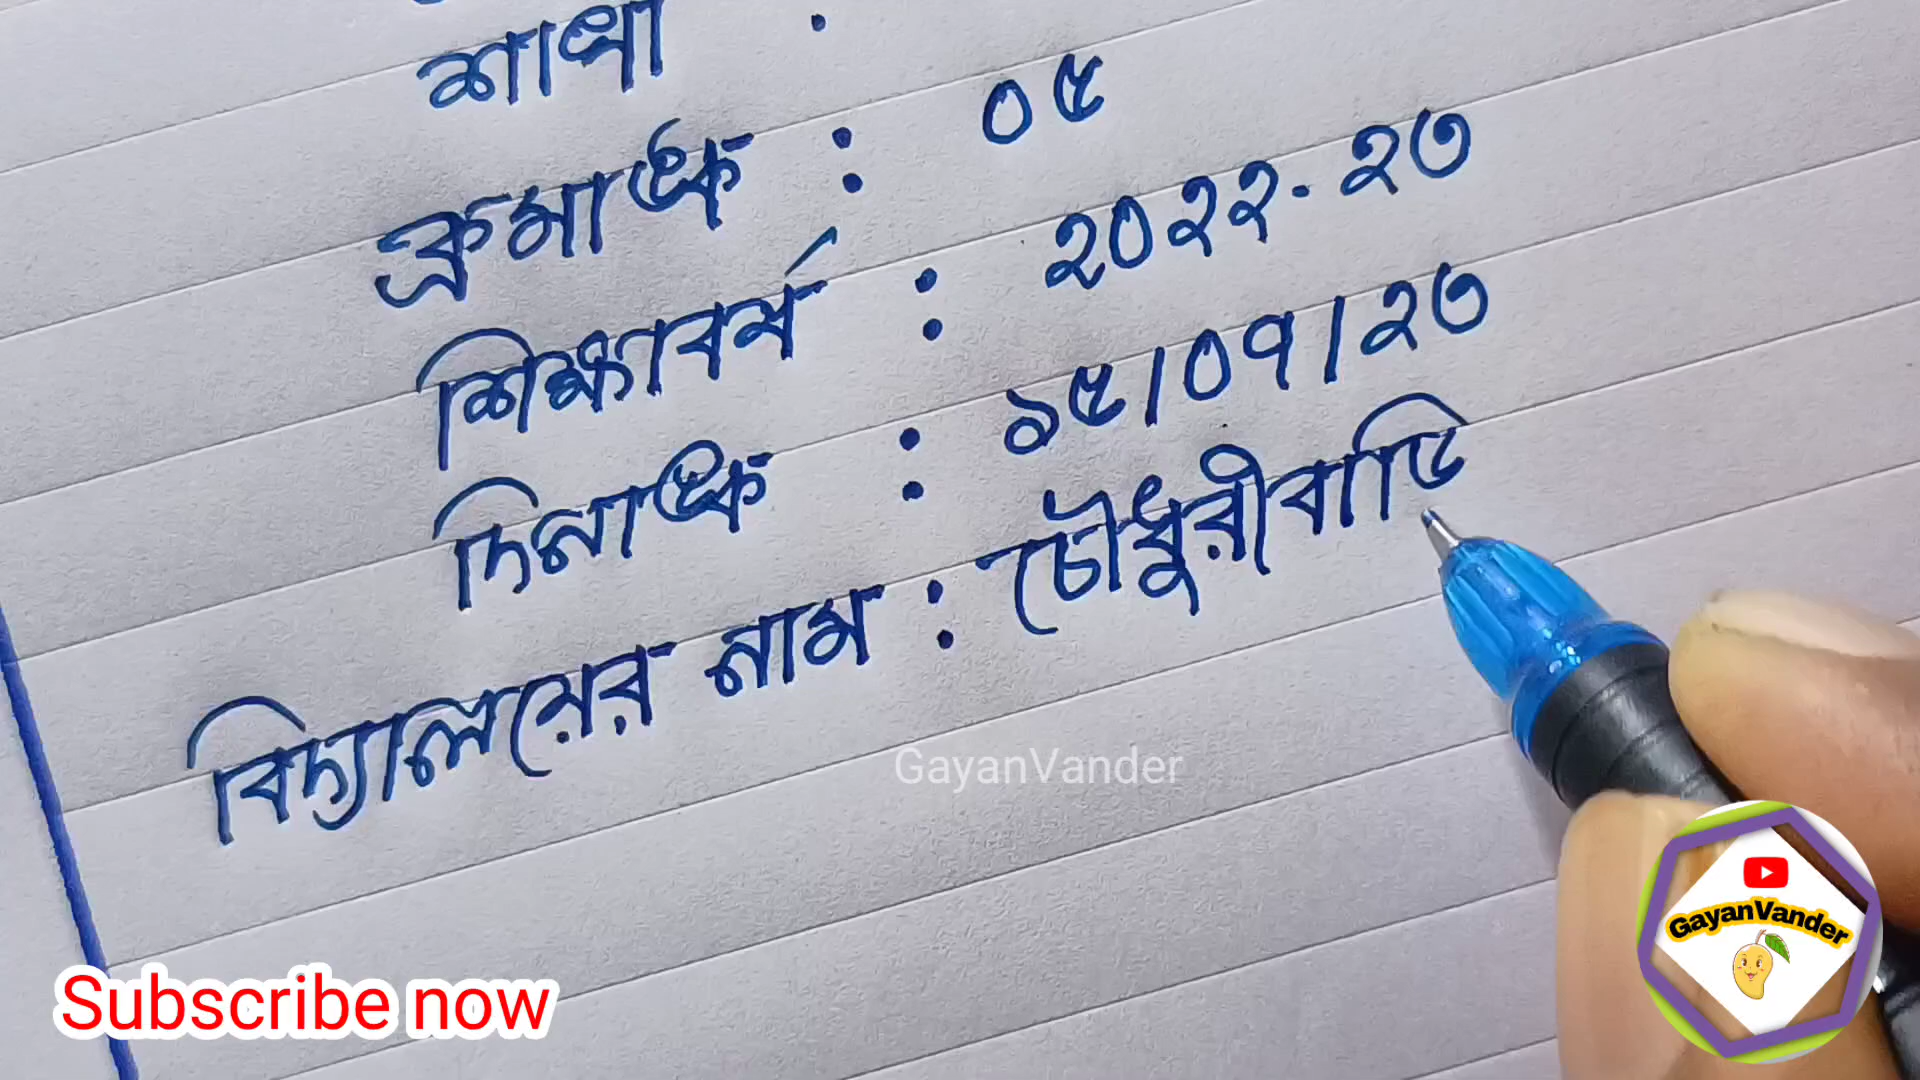 শাখা :
ক্রমাঙ্ক : ০৫
শিক্ষাবর্ষ : ২০২২-২৩
দিনাঙ্ক : ১৫/০৭/২৩
বিদ্যালয়ের নাম : চৌধুরীবাডি
GayanVander
GayanVander
Subscribe now